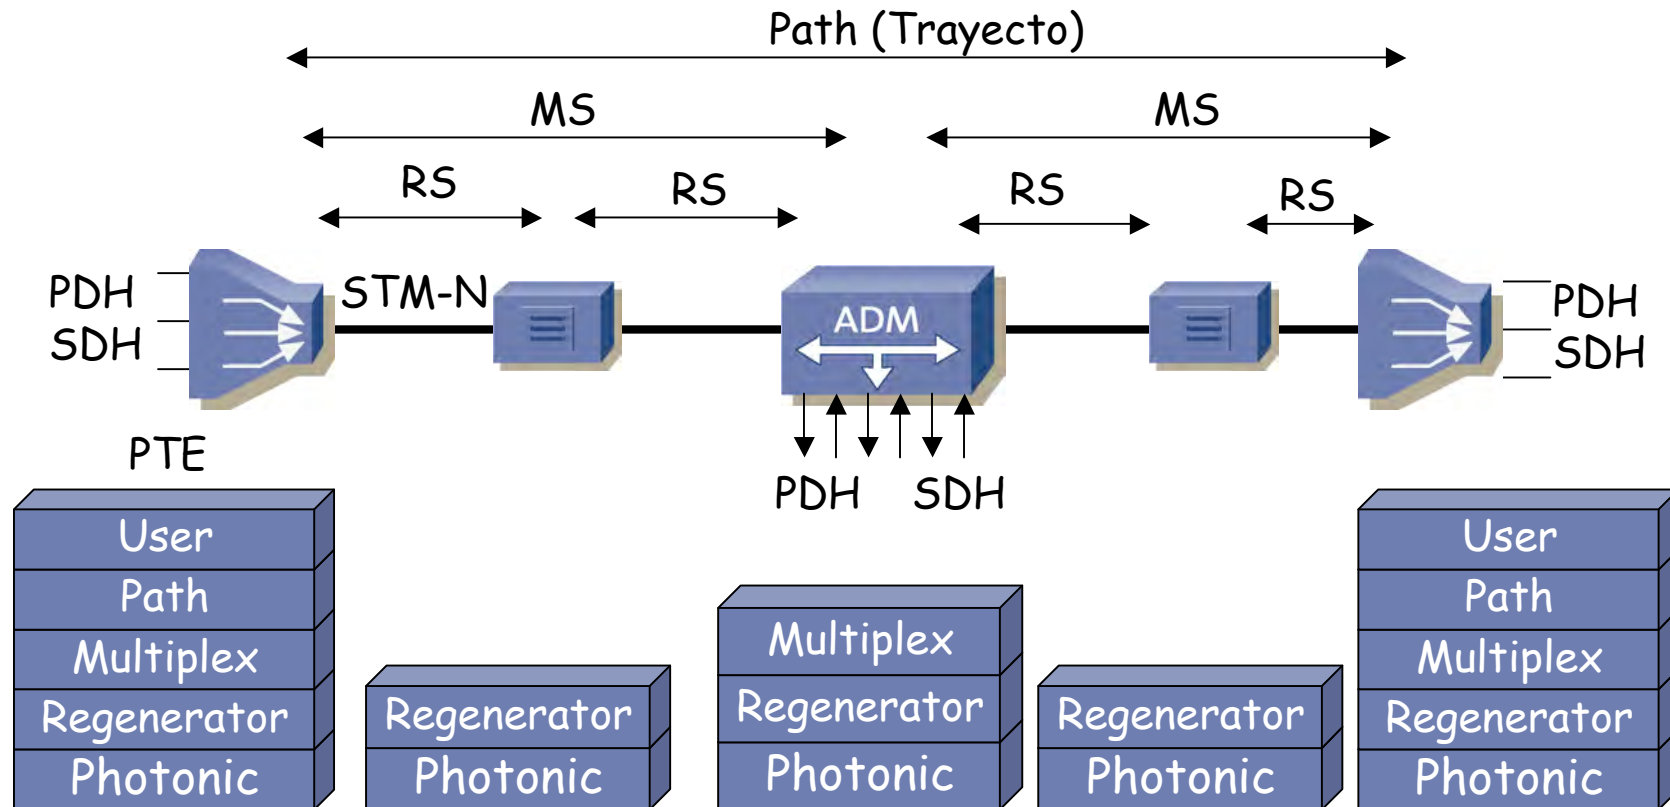 Path (Trayecto)
MS
MS
RS
RS
RS
RS
PDH
SDH
STM-N
ADM
PDH
SDH
PTE
PDH SDH
User
Path
Multiplex
Regenerator
Photonic
Regenerator
Photonic
Multiplex
Regenerator
Photonic
Regenerator
Photonic
User
Path
Multiplex
Regenerator
Photonic